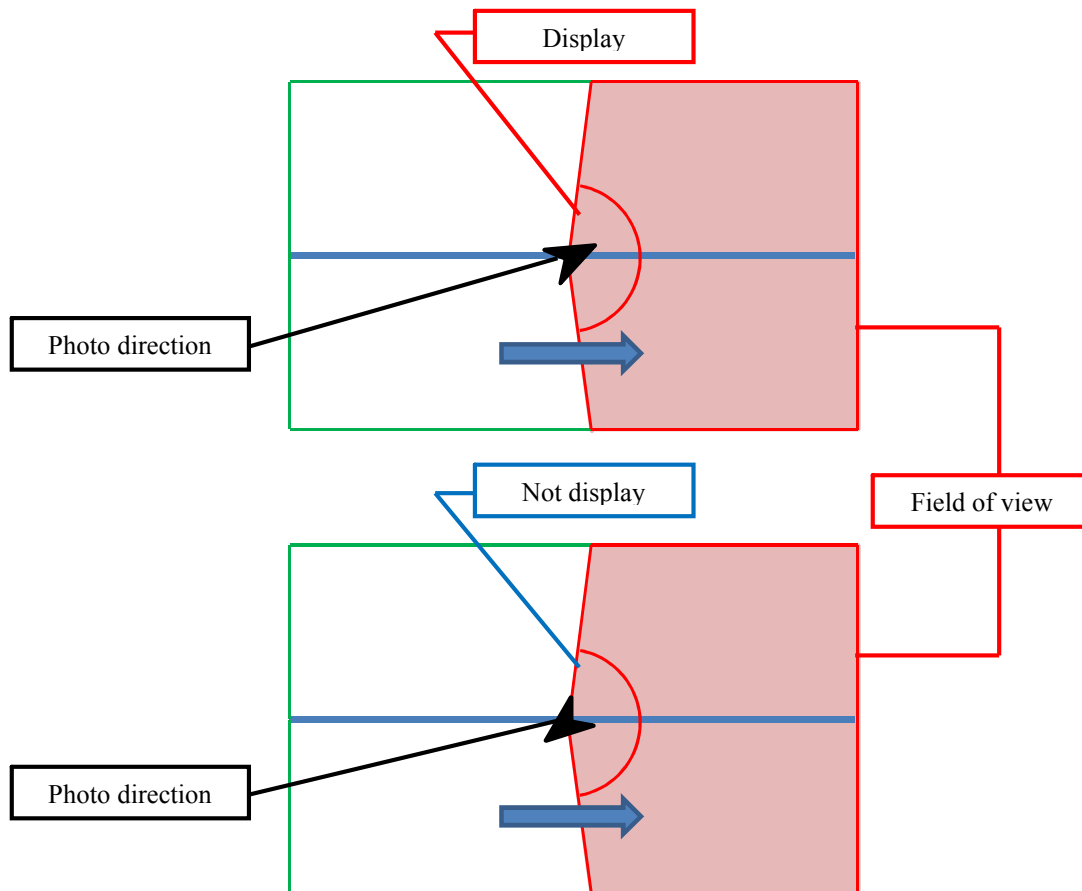 Display
Photo direction
Not display
Field of view
Photo direction